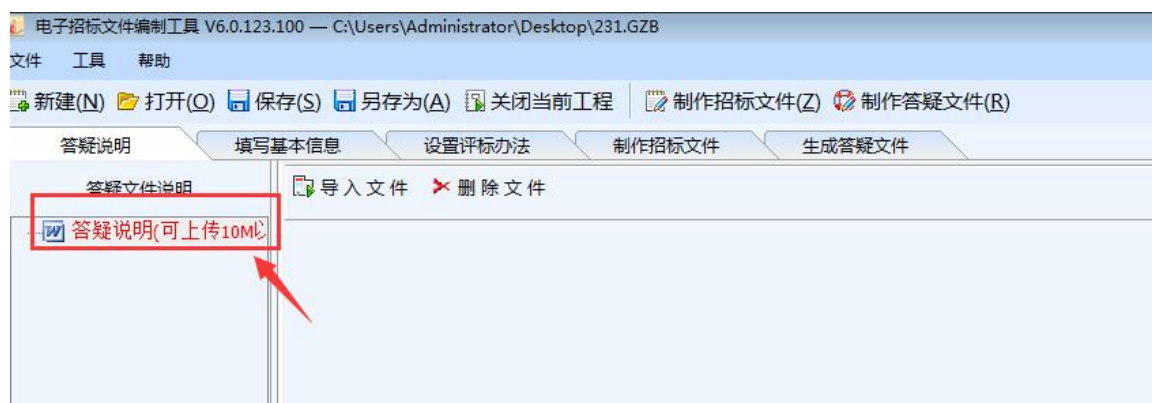 电子招标文件编制工具 V6.0.123.100 — C:\Users\Administrator\Desktop\231.GZB
文件 工具 帮助
新建(N) 打开(O) 保存(S) 另存为(A) 关闭当前工程 制作招标文件(Z) 制作答疑文件(R)
答疑说明 填写基本信息 设置评标办法 制作招标文件 生成答疑文件
答疑文件说明 导入文件 删除文件
答疑说明(可上传10M以